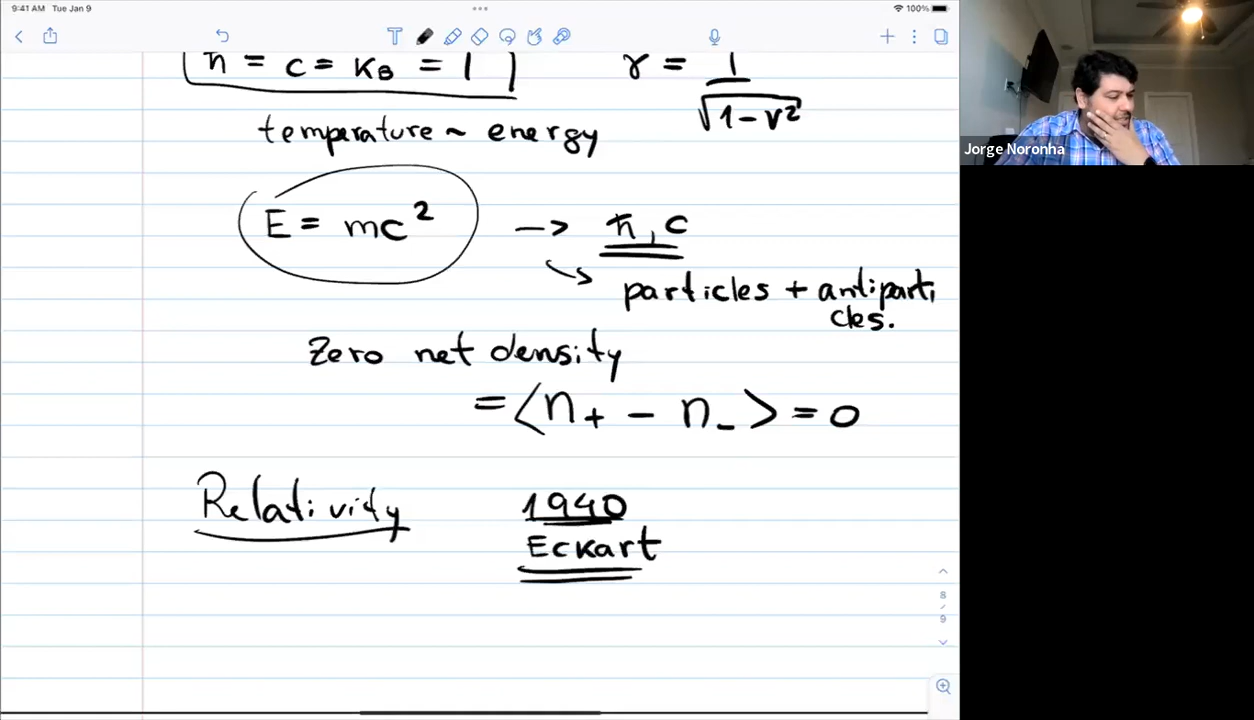 9:41 AM Tue Jan 9
100%
ħ = c = KB = 1
γ = 1 / √1 - v²
temperature ~ energy
E = mc² -> ħ, c
↳ particles + antiparti
cles.
Zero net density
= ⟨n+ - n-⟩ = 0
Relativity 1940
Eckart
8
/
9
Jorge Noronha